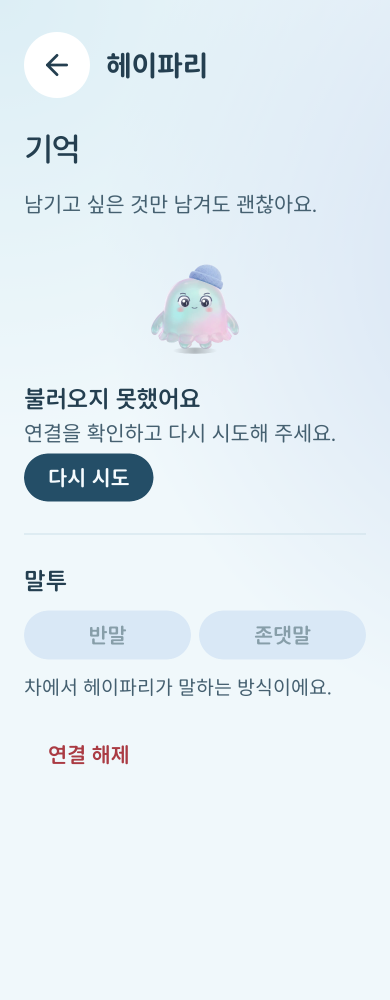 헤이파리
기억
남기고 싶은 것만 남겨도 괜찮아요.
불러오지 못했어요
연결을 확인하고 다시 시도해 주세요.
다시 시도
말투
반말
존댓말
차에서 헤이파리가 말하는 방식이에요.
연결 해제